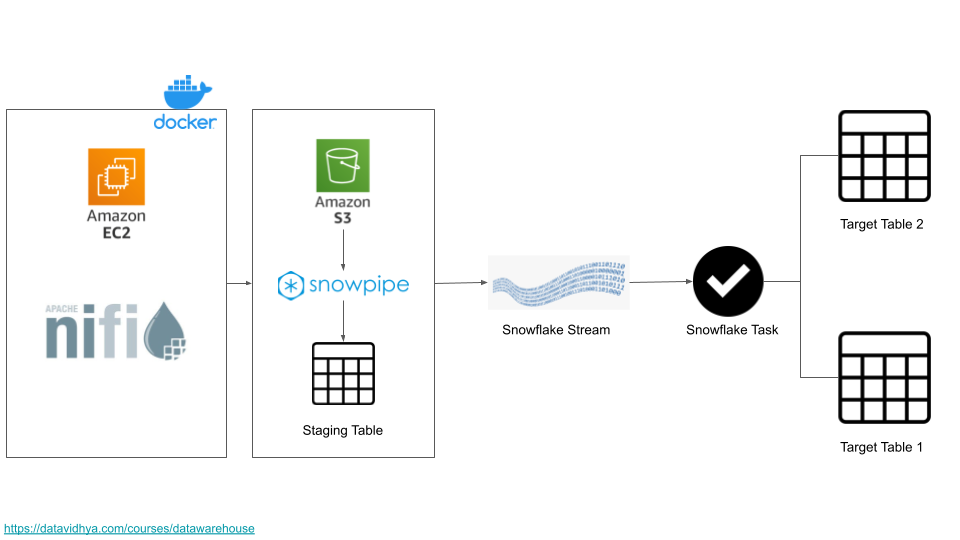 docker
Amazon
EC2
APACHE
nifi
Amazon
S3
snowpipe
Staging Table
Snowflake Stream
Snowflake Task
Target Table 2
Target Table 1
https://datavidhya.com/courses/datawarehouse